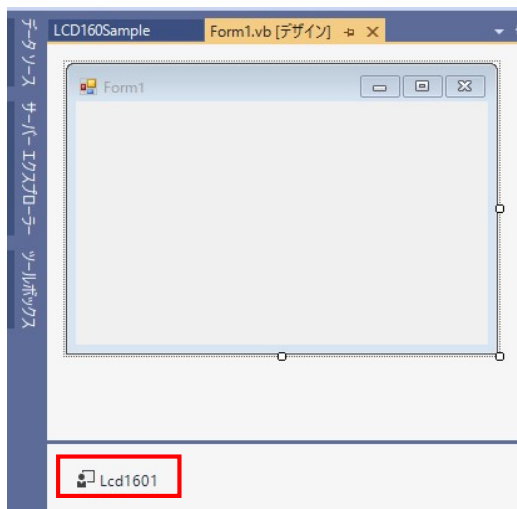 データ ソース
サーバー エクスプローラー
ツールボックス
LCD160Sample
Form1.vb [デザイン]
Form1
Lcd1601